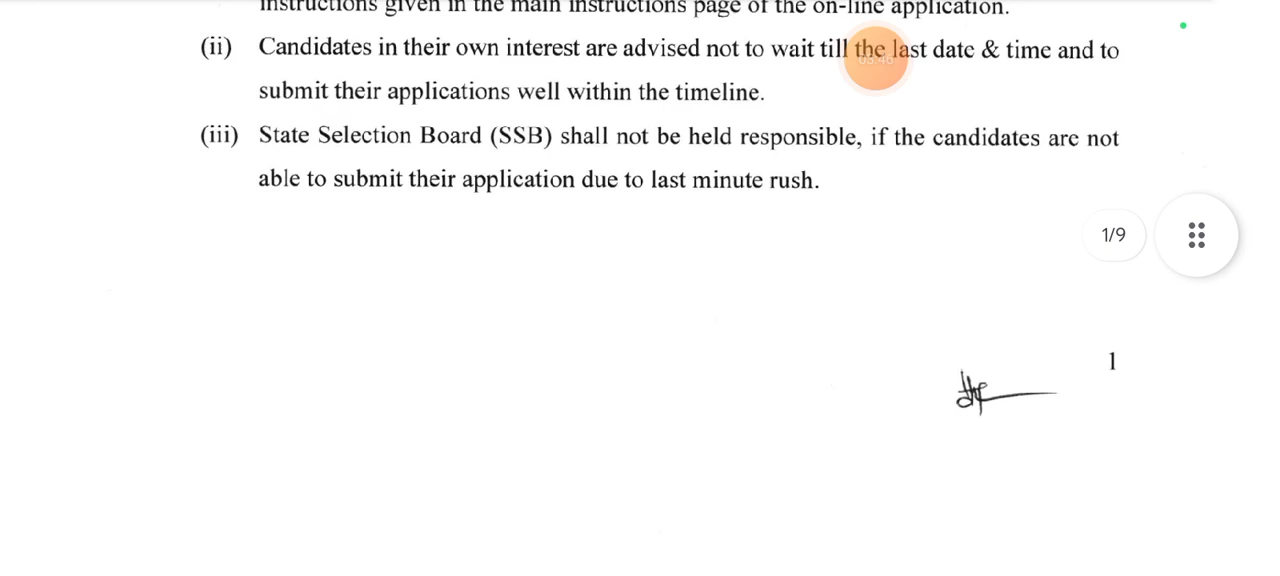 instructions given in the main instructions page of the on-line application.
(ii) Candidates in their own interest are advised not to wait till the last date & time and to
submit their applications well within the timeline.
(iii) State Selection Board (SSB) shall not be held responsible, if the candidates are not
able to submit their application due to last minute rush.
1/9
1